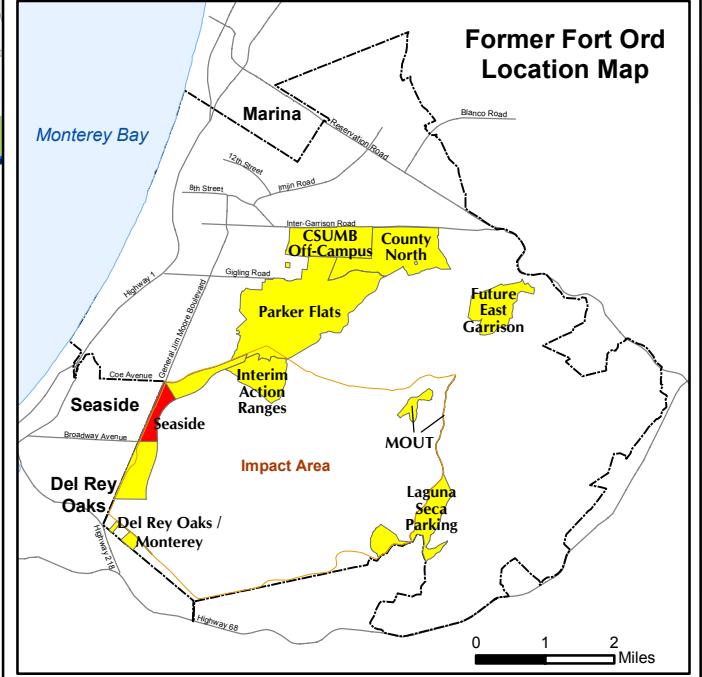 Former Fort Ord
Location Map
Monterey Bay
Marina
Blanco Road
Reservation Road
12th Street
8th Street
Imjin Road
Inter-Garrison Road
CSUMB
Off-Campus
County
North
Gigling Road
Highway 1
General Jim Moore Boulevard
Parker Flats
Future
East
Garrison
Coe Avenue
Interim
Action
Ranges
Seaside
Seaside
MOUT
Broadway Avenue
Impact Area
Del Rey
Oaks
Laguna
Seca
Parking
Del Rey Oaks /
Monterey
Highway 218
Highway 68
0 1 2
Miles